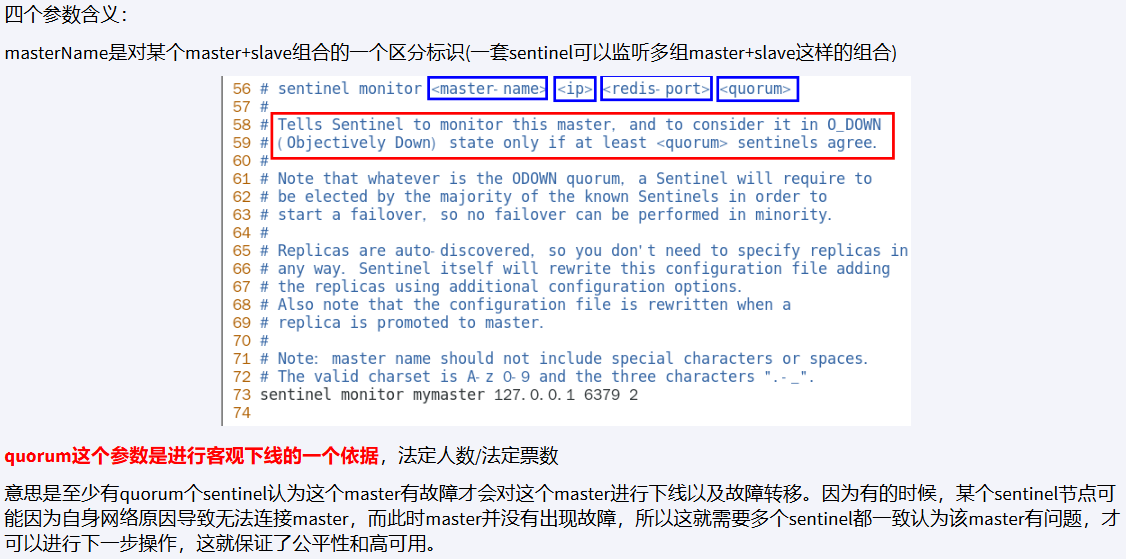 四个参数含义：
masterName是对某个master+slave组合的一个区分标识(一套sentinel可以监听多组master+slave这样的组合)
56 # sentinel monitor <master-name> <ip> <redis-port> <quorum>
57 #
58 # Tells Sentinel to monitor this master, and to consider it in O_DOWN
59 # (Objectively Down) state only if at least <quorum> sentinels agree.
60 #
61 # Note that whatever is the ODOWN quorum, a Sentinel will require to
62 # be elected by the majority of the known Sentinels in order to
63 # start a failover, so no failover can be performed in minority.
64 #
65 # Replicas are auto-discovered, so you don't need to specify replicas in
66 # any way. Sentinel itself will rewrite this configuration file adding
67 # the replicas using additional configuration options.
68 # Also note that the configuration file is rewritten when a
69 # replica is promoted to master.
70 #
71 # Note: master name should not include special characters or spaces.
72 # The valid charset is A-z 0-9 and the three characters ".-_".
73 sentinel monitor mymaster 127.0.0.1 6379 2
74
quorum这个参数是进行客观下线的一个依据，法定人数/法定票数
意思是至少有quorum个sentinel认为这个master有故障才会对这个master进行下线以及故障转移。因为有的时候，某个sentinel节点可
能因为自身网络原因导致无法连接master，而此时master并没有出现故障，所以这就需要多个sentinel都一致认为该master有问题，才
可以进行下一步操作，这就保证了公平性和高可用。